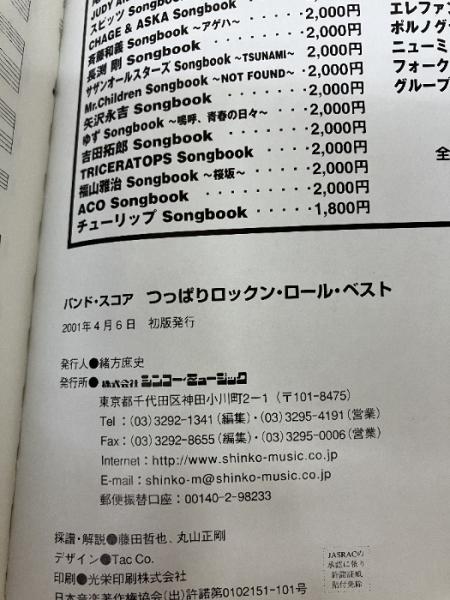 JUDY AN
スピッツ Songbook ・・・・・ 2,000円
CHAGE & ASKA Songbook ・・・・ 2,000円
斉藤和義 Songbook ～アゲハ～ ・・ 2,000円
長渕 剛 Songbook ・・・・・・ 2,000円
サザンオールスターズ Songbook ～TSUNAMI～ ・ 2,000円
Mr.Children Songbook ～NOT FOUND～ ・ 2,000円
矢沢永吉 Songbook ・・・・・・ 2,000円
ゆず Songbook ～嗚呼、青春の日々～ ・・ 2,000円
吉田拓郎 Songbook ・・・・・・ 2,000円
TRICERATOPS Songbook ・・・・ 2,000円
福山雅治 Songbook ～桜坂～ ・・・・ 2,000円
ACO Songbook ・・・・・・ 2,000円
チューリップ Songbook ・・・・・ 1,800円
エレファン
ポルノグ
ニューミ
フォーク
グループ
全
バンド・スコア つっぱりロックン・ロール・ベスト
2001年4月6日 初版発行
発行人●緒方庶史
発行所●株式会社シンコー・ミュージック
東京都千代田区神田小川町2−1（〒101-8475）
Tel：(03)3292-1341（編集）・(03)3295-4191（営業）
Fax：(03)3292-8655（編集）・(03)3295-0006（営業）
Internet：http://www.shinko-music.co.jp
E-mail：shinko-m@shinko-music.co.jp
郵便振替口座：00140-2-98233
採譜・解説●藤田哲也、丸山正剛
デザイン●Tac Co.
印刷●光栄印刷株式会社
日本音楽著作権協会（出）許諾第0102151-101号
JASRACの
承認に依り
許諾証紙
貼付免除